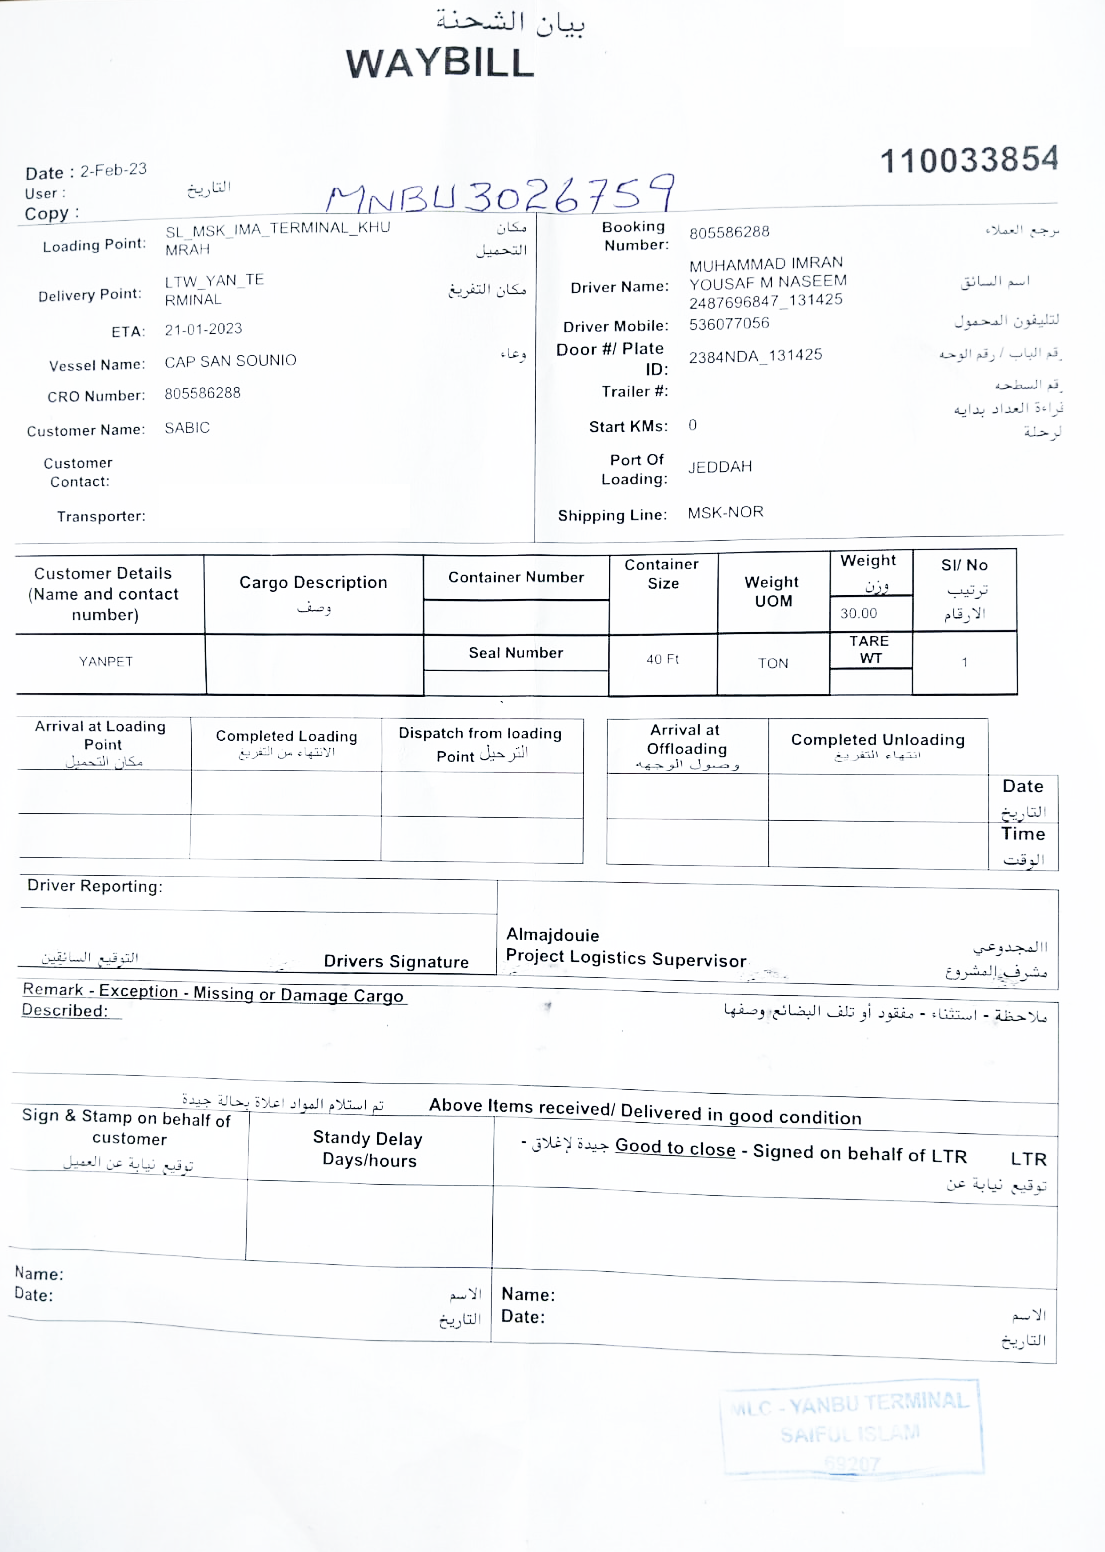 بيان الشحنة
WAYBILL
110033854
Date : 2-Feb-23
التاريخ
User :
Copy :
MNBU3026759
Loading Point: SL_MSK_IMA_TERMINAL_KHU
MRAH
مكان
التحميل
Delivery Point: LTW_YAN_TE
RMINAL
مكان التفريغ
ETA: 21-01-2023
Vessel Name: CAP SAN SOUNIO
وعاء
CRO Number: 805586288
Customer Name: SABIC
Customer
Contact:
Transporter:
Booking
Number: 805586288
مرجع العملاء
Driver Name: MUHAMMAD IMRAN
YOUSAF M NASEEM
2487696847_131425
اسم السائق
Driver Mobile: 536077056
لتليفون المحمول
Door #/ Plate
ID: 2384NDA_131425
رقم الباب / رقم الوحه
Trailer #:
رقم السطحه
Start KMs: 0
قراءة العداد بدايه
لرحلة
Port Of
Loading: JEDDAH
Shipping Line: MSK-NOR
Customer Details
(Name and contact
number)
Cargo Description
وصف
Container Number
Container
Size
Weight
UOM
Weight
وزن
30.00
Sl/ No
ترتيب
الارقام
YANPET
Seal Number
40 Ft
TON
TARE
WT
1
Arrival at Loading
Point
مكان التحميل
Completed Loading
الانتهاء من التفريغ
Dispatch from loading
Point الترحيل
Arrival at
Offloading
وصول الوجهه
Completed Unloading
انتهاء التفريغ
Date
التاريخ
Time
الوقت
Driver Reporting:
التوقيع السائقين
Drivers Signature
Almajdouie
Project Logistics Supervisor
االمجدوعي
مشرف المشروع
Remark - Exception - Missing or Damage Cargo
Described:
ملاحظة - استثناء - مفقود أو تلف البضائع وصفها
تم استلام المواد اعلاة بحالة جيدة Above Items received/ Delivered in good condition
Sign & Stamp on behalf of
customer
توقيع نيابة عن العميل
Standy Delay
Days/hours
- جيدة لإغلاق Good to close - Signed on behalf of LTR LTR
توقيع نيابة عن
Name:
Date:
الاسم
التاريخ
Name:
Date:
الاسم
التاريخ
MLC - YANBU TERMINAL
SAIFUL ISLAM
69207